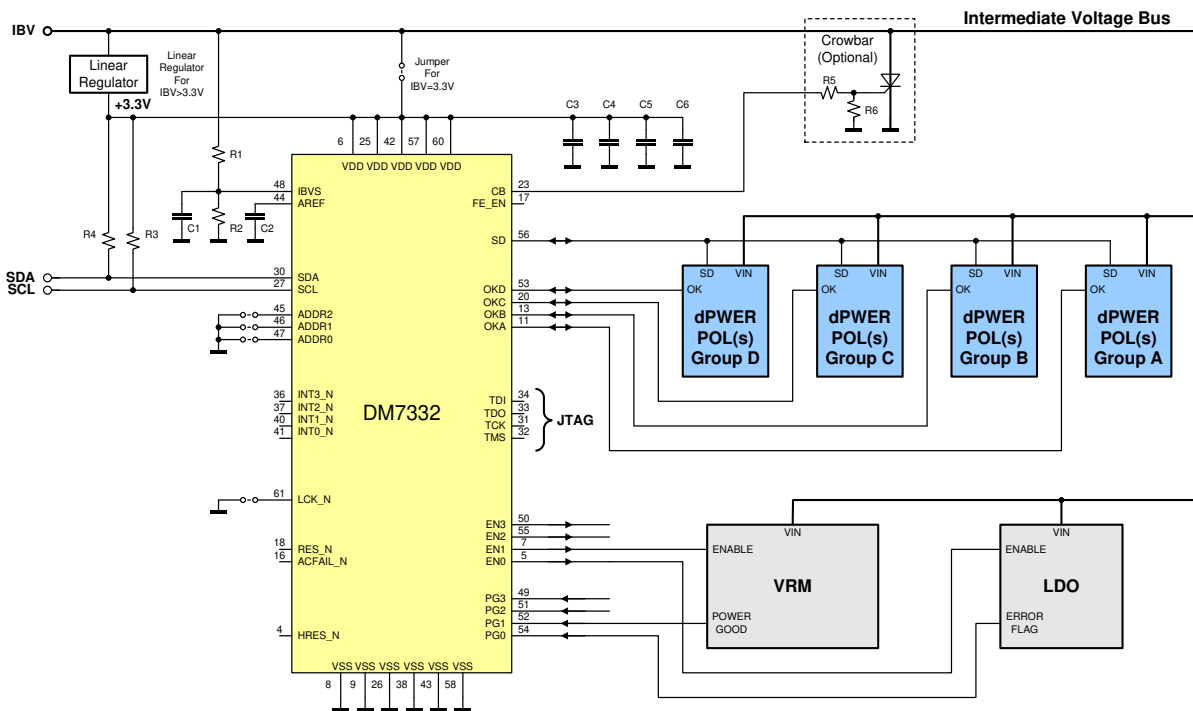 Intermediate Voltage Bus
IBV
Linear
Regulator
+3.3V
Linear
Regulator
For
IBV>3.3V
Jumper
For
IBV=3.3V
Crowbar
(Optional)
R5
R6
C3 C4 C5 C6
R1
R4 R3
C1 R2 C2
SDA
SCL
6 25 42 57 60
VDD VDD VDD VDD VDD
DM7332
48 IBVS
44 AREF
30 SDA
27 SCL
45 ADDR2
46 ADDR1
47 ADDR0
36 INT3_N
37 INT2_N
40 INT1_N
41 INT0_N
61 LCK_N
18 RES_N
16 ACFAIL_N
4 HRES_N
CB 23
FE_EN 17
SD 56
OKD 53
OKC 20
OKB 13
OKA 11
TDI 34
TDO 33
TCK 31
TMS 32
JTAG
EN3 50
EN2 55
EN1 7
EN0 5
PG3 49
PG2 51
PG1 52
PG0 54
VSS VSS VSS VSS VSS VSS
8 9 26 38 43 58
SD VIN
OK
dPWER
POL(s)
Group D
SD VIN
OK
dPWER
POL(s)
Group C
SD VIN
OK
dPWER
POL(s)
Group B
SD VIN
OK
dPWER
POL(s)
Group A
VIN
ENABLE
VRM
POWER
GOOD
VIN
ENABLE
LDO
ERROR
FLAG